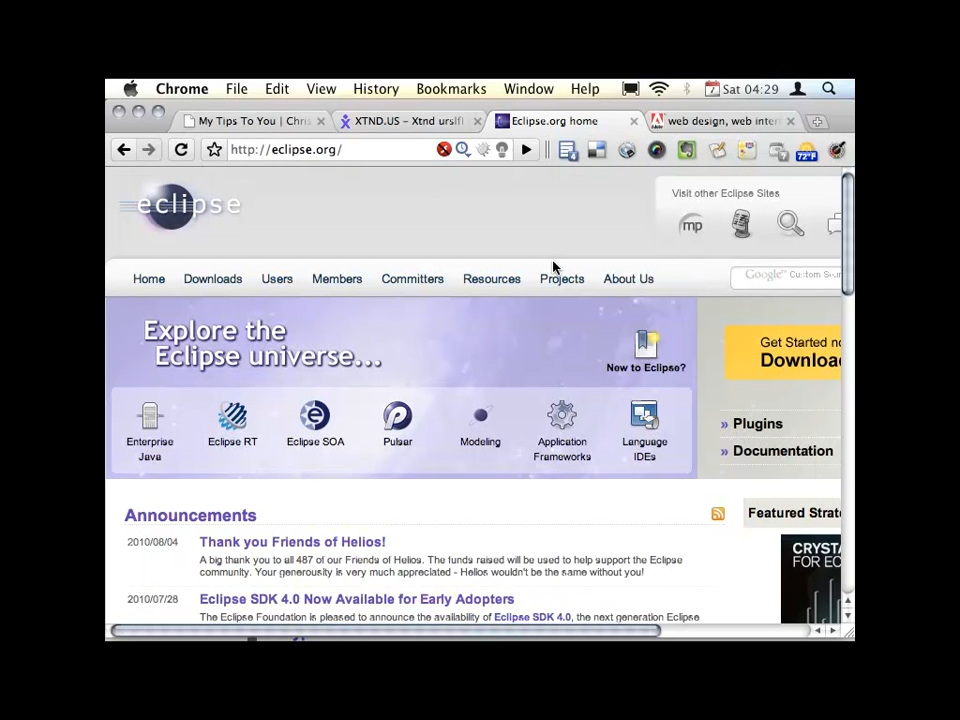 Chrome File Edit View History Bookmarks Window Help Sat 04:29
My Tips To You | Chris XTND.US - Xtnd Eclipse.org home web design, web inter
http://eclipse.org/ 72°F
eclipse
Visit other Eclipse Sites
mp
Home Downloads Users Members Committers Resources Projects About Us
Google™ Custom
Explore the
Eclipse universe...
New to Eclipse?
Get Started no
Downloa
Enterprise Java
Eclipse RT
Eclipse SOA
Pulsar
Modeling
Application Frameworks
Language IDEs
» Plugins
» Documentation
Announcements
Featured Strat
2010/08/04 Thank you Friends of Helios!
A big thank you to all 487 of our Friends of Helios. The funds raised will be used to help support the Eclipse
community. Your generousity is very much appreciated - Helios wouldn't be the same without you!
CRYSTA
FOR EC
2010/07/28 Eclipse SDK 4.0 Now Available for Early Adopters
The Eclipse Foundation is pleased to announce the availability of Eclipse SDK 4.0, the next generation Eclipse